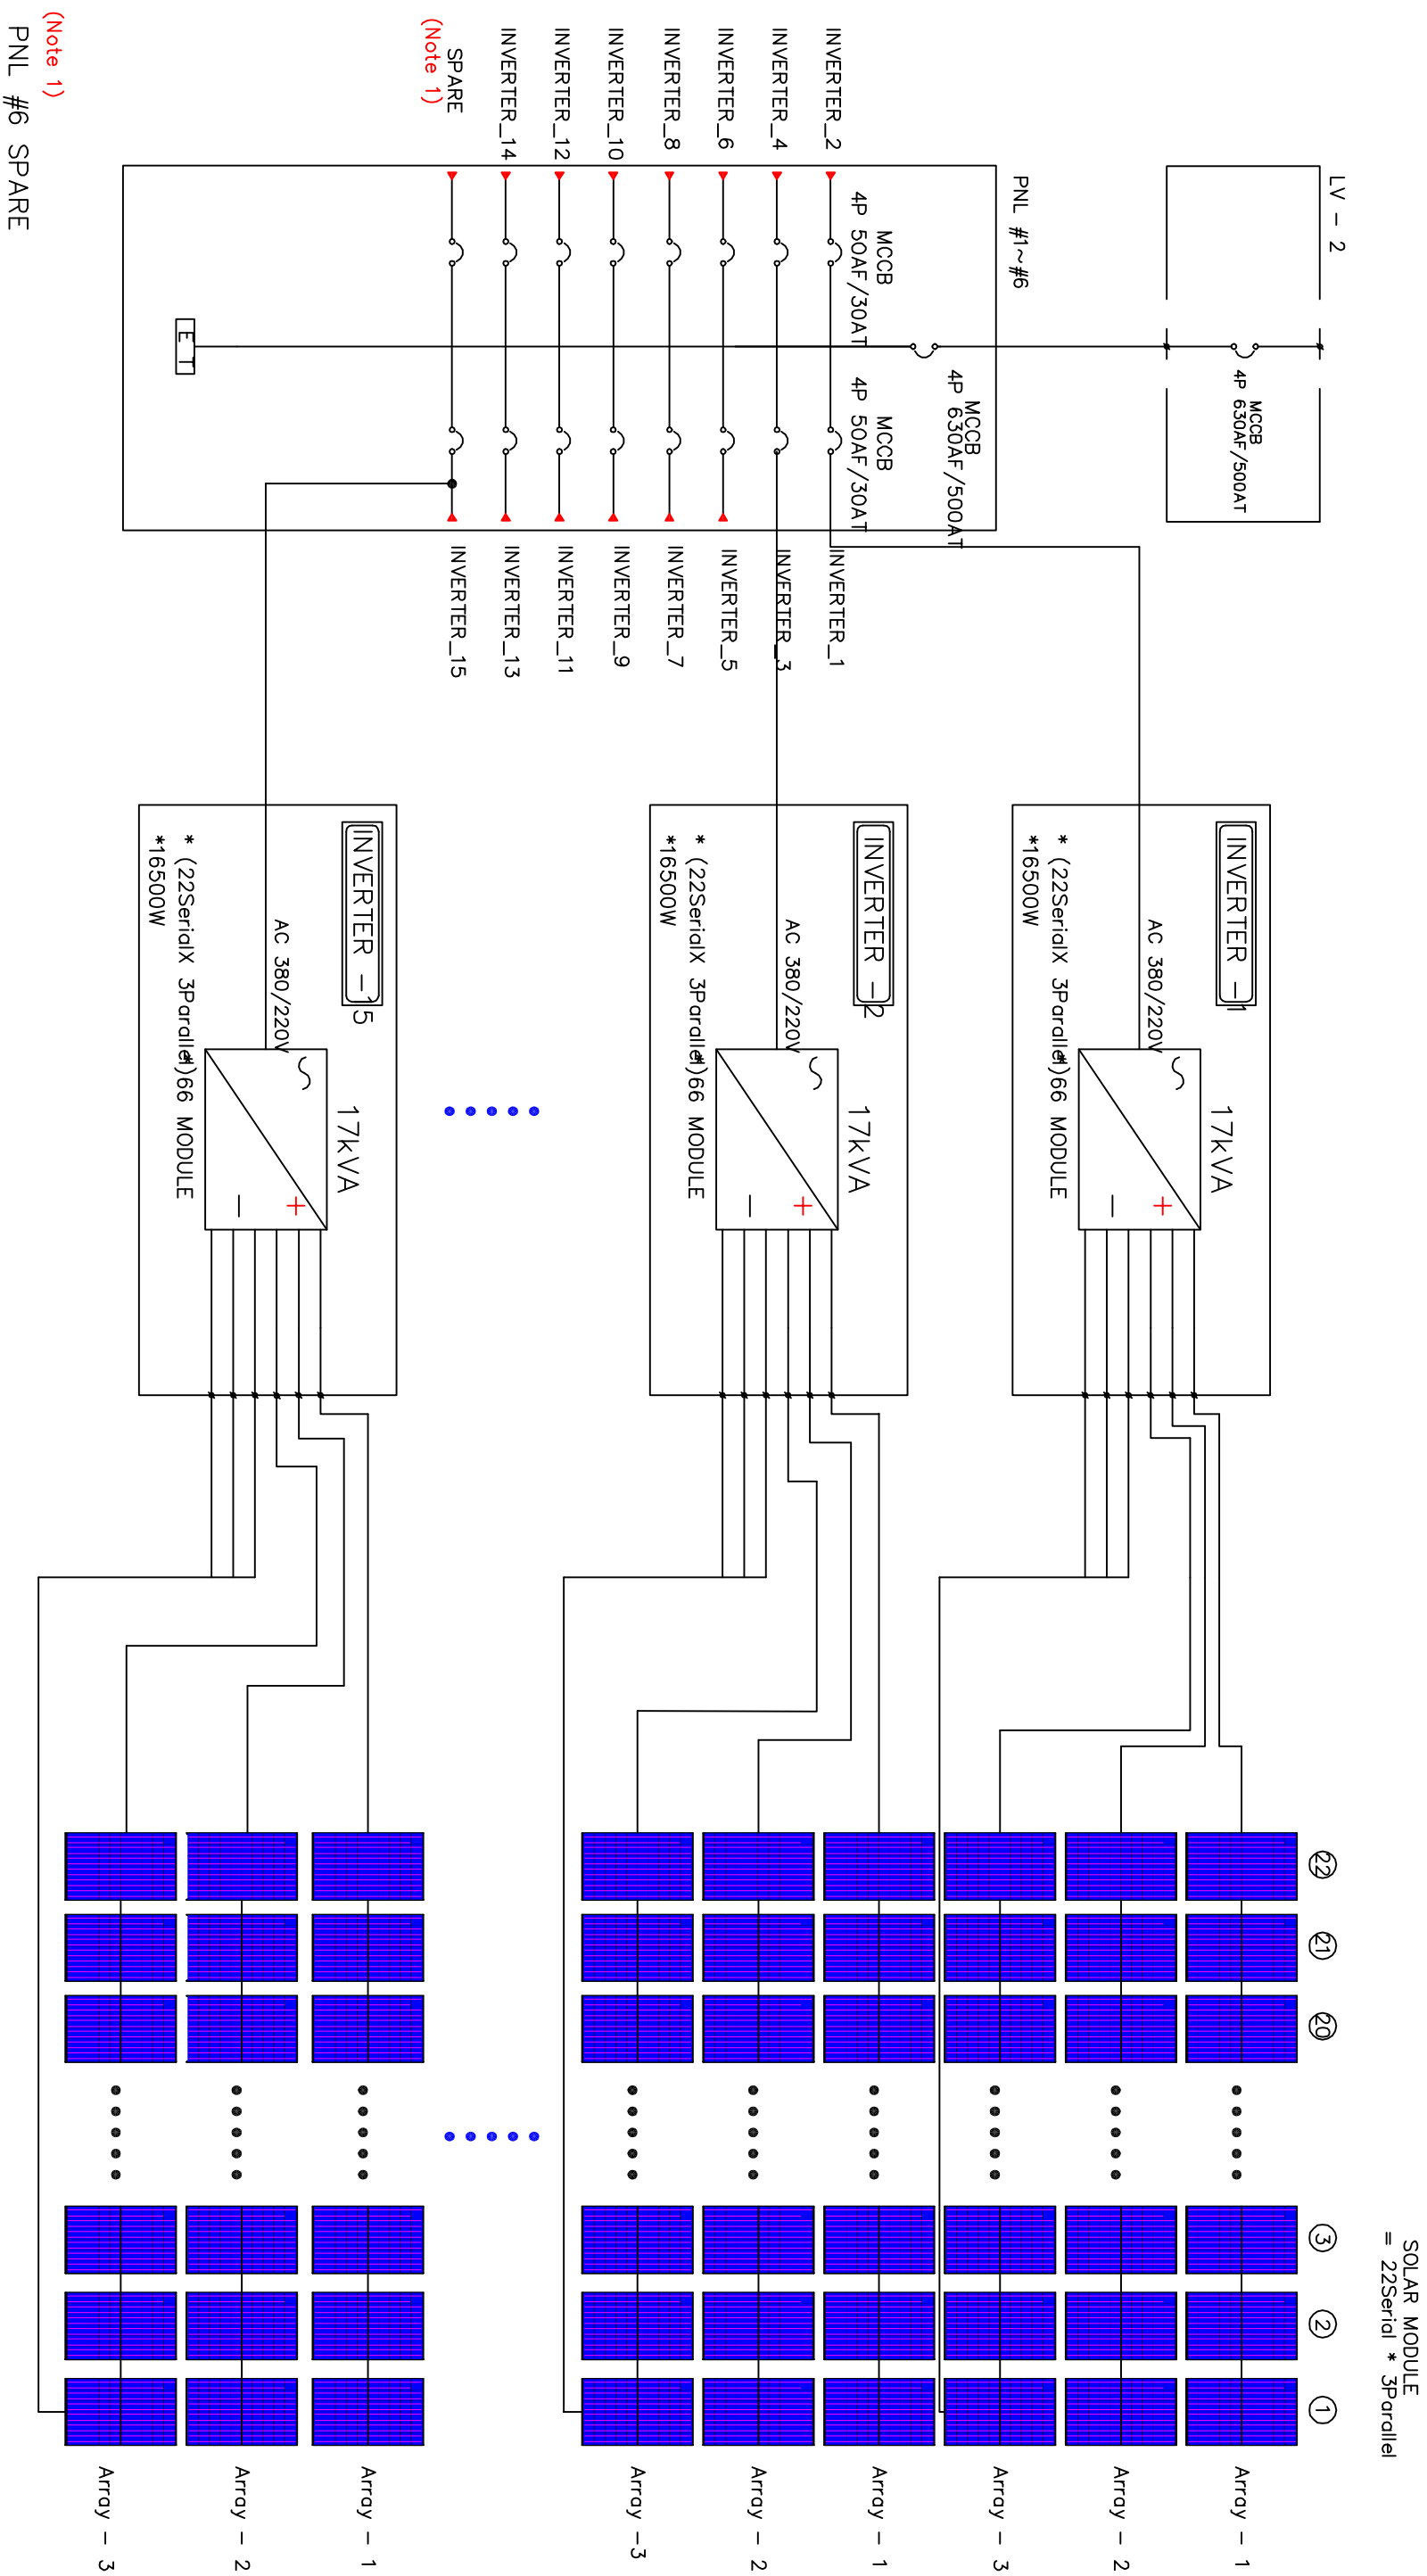 SOLAR MODULE
= 22Serial * 3Parallel
LV - 2
MCCB
4P 630AF/500AT
PNL #1~#6
MCCB
4P 630AF/500AT
MCCB
4P 50AF/30AT
MCCB
4P 50AF/30AT
INVERTER_2
INVERTER_4
INVERTER_6
INVERTER_8
INVERTER_10
INVERTER_12
INVERTER_14
SPARE
(Note 1)
INVERTER_1
INVERTER_3
INVERTER_5
INVERTER_7
INVERTER_9
INVERTER_11
INVERTER_13
INVERTER_15
E T
INVERTER -1
17kVA
AC 380/220V
* (22SerialX 3Parallel)
*66 MODULE
*16500W
+
-
INVERTER -2
17kVA
AC 380/220V
* (22SerialX 3Parallel)
*66 MODULE
*16500W
+
-
INVERTER -15
17kVA
AC 380/220V
* (22SerialX 3Parallel)
*66 MODULE
*16500W
+
-
22
21
20
3
2
1
Array - 1
Array - 2
Array - 3
Array - 1
Array - 2
Array -3
Array - 1
Array - 2
Array - 3
(Note 1)
PNL #6 SPARE